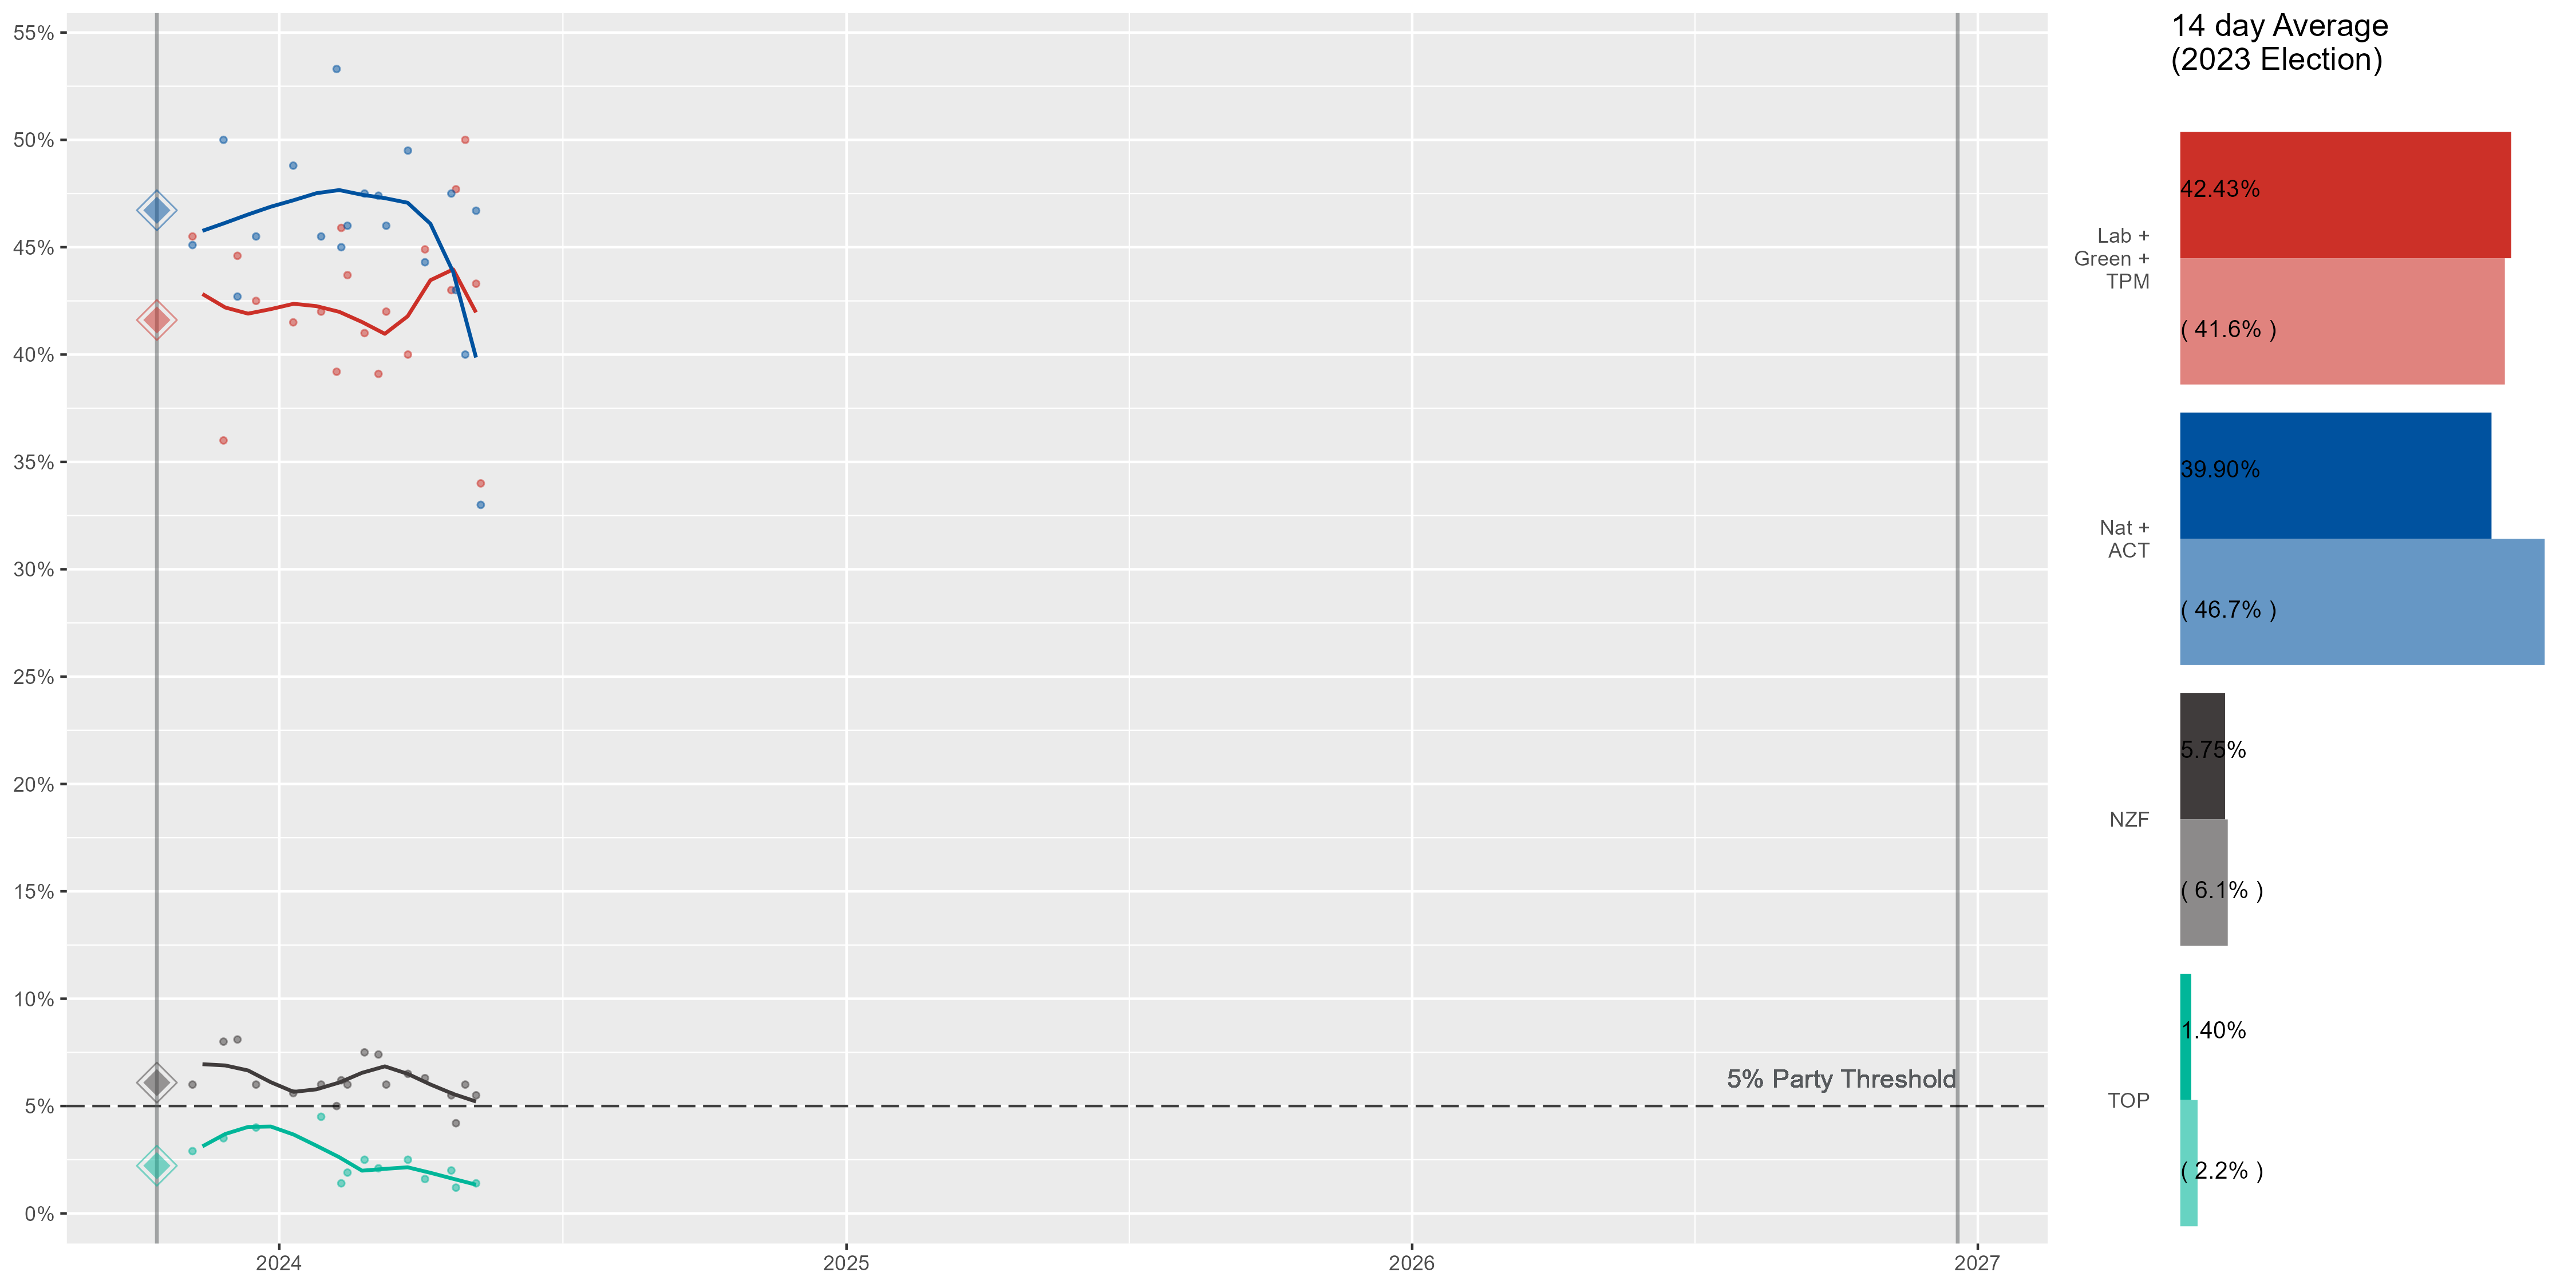 55%
50%
45%
40%
35%
30%
25%
20%
15%
10%
5%
0%
2024
2025
2026
2027
5% Party Threshold
14 day Average
(2023 Election)
Lab +
Green +
TPM
42.43%
( 41.6% )
Nat +
ACT
39.90%
( 46.7% )
NZF
5.75%
( 6.1% )
TOP
1.40%
( 2.2% )